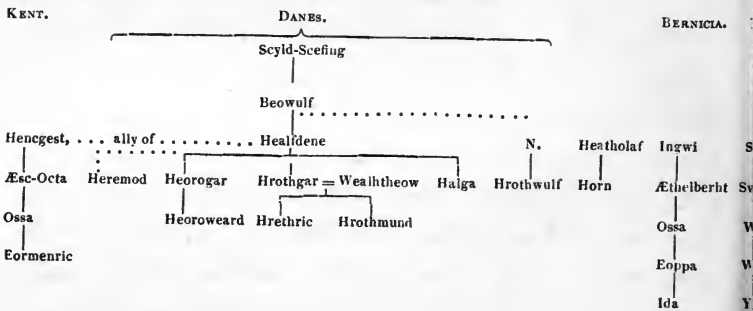 KENT. DANES. BERNICIA.
Scyld-Scefing
Beowulf
Hencgest, . . . ally of . . . . . . . . . Healfdene N. Heatholaf Ingwi S
Æsc-Octa Heremod Heorogar Hrothgar = Wealhtheow Halga Hrothwulf Horn Æthelberht Sw
Ossa Heoroweard Hrethric Hrothmund Ossa W
Eormenric Eoppa W
Ida Y